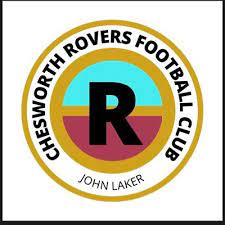 CHESWORTH ROVERS FOOTBALL CLUB
R
JOHN LAKER